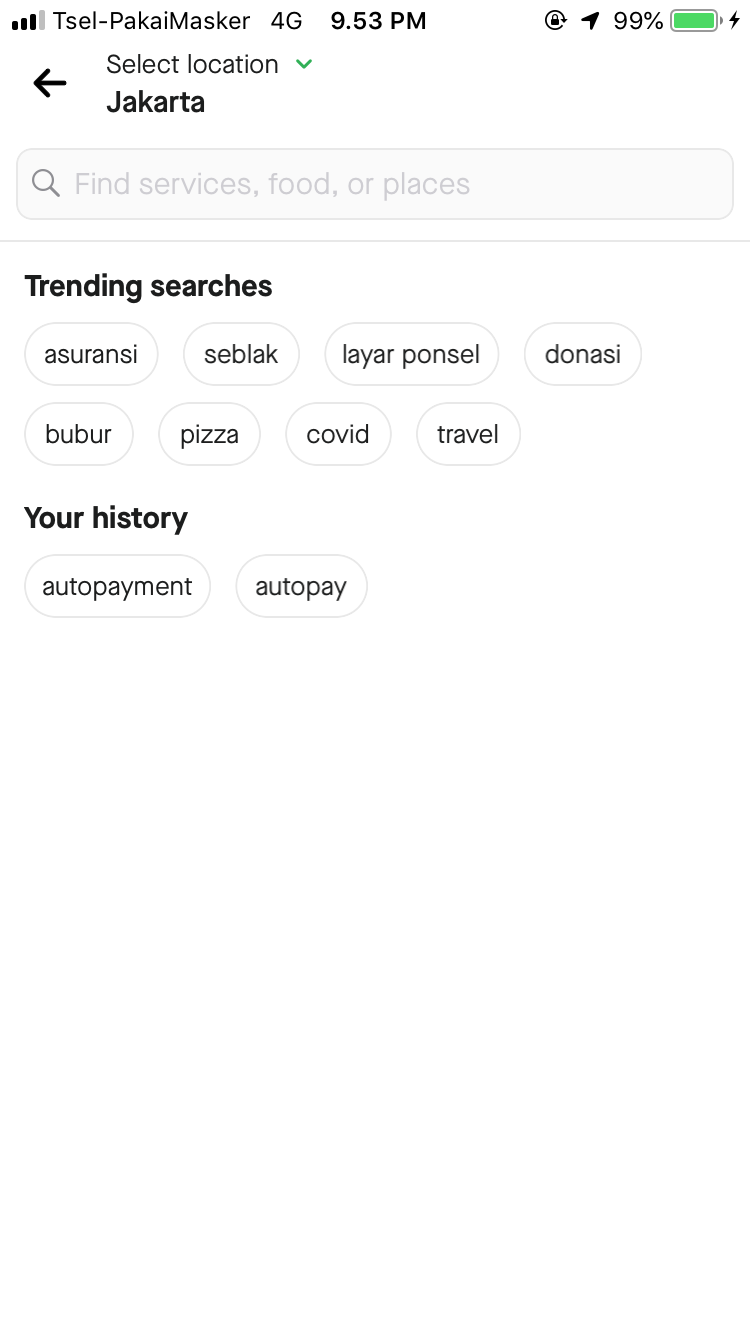 Tsel-PakaiMasker 4G 9.53 PM 99%
Select location
Jakarta
Find services, food, or places
Trending searches
asuransi seblak layar ponsel donasi
bubur pizza covid travel
Your history
autopayment autopay